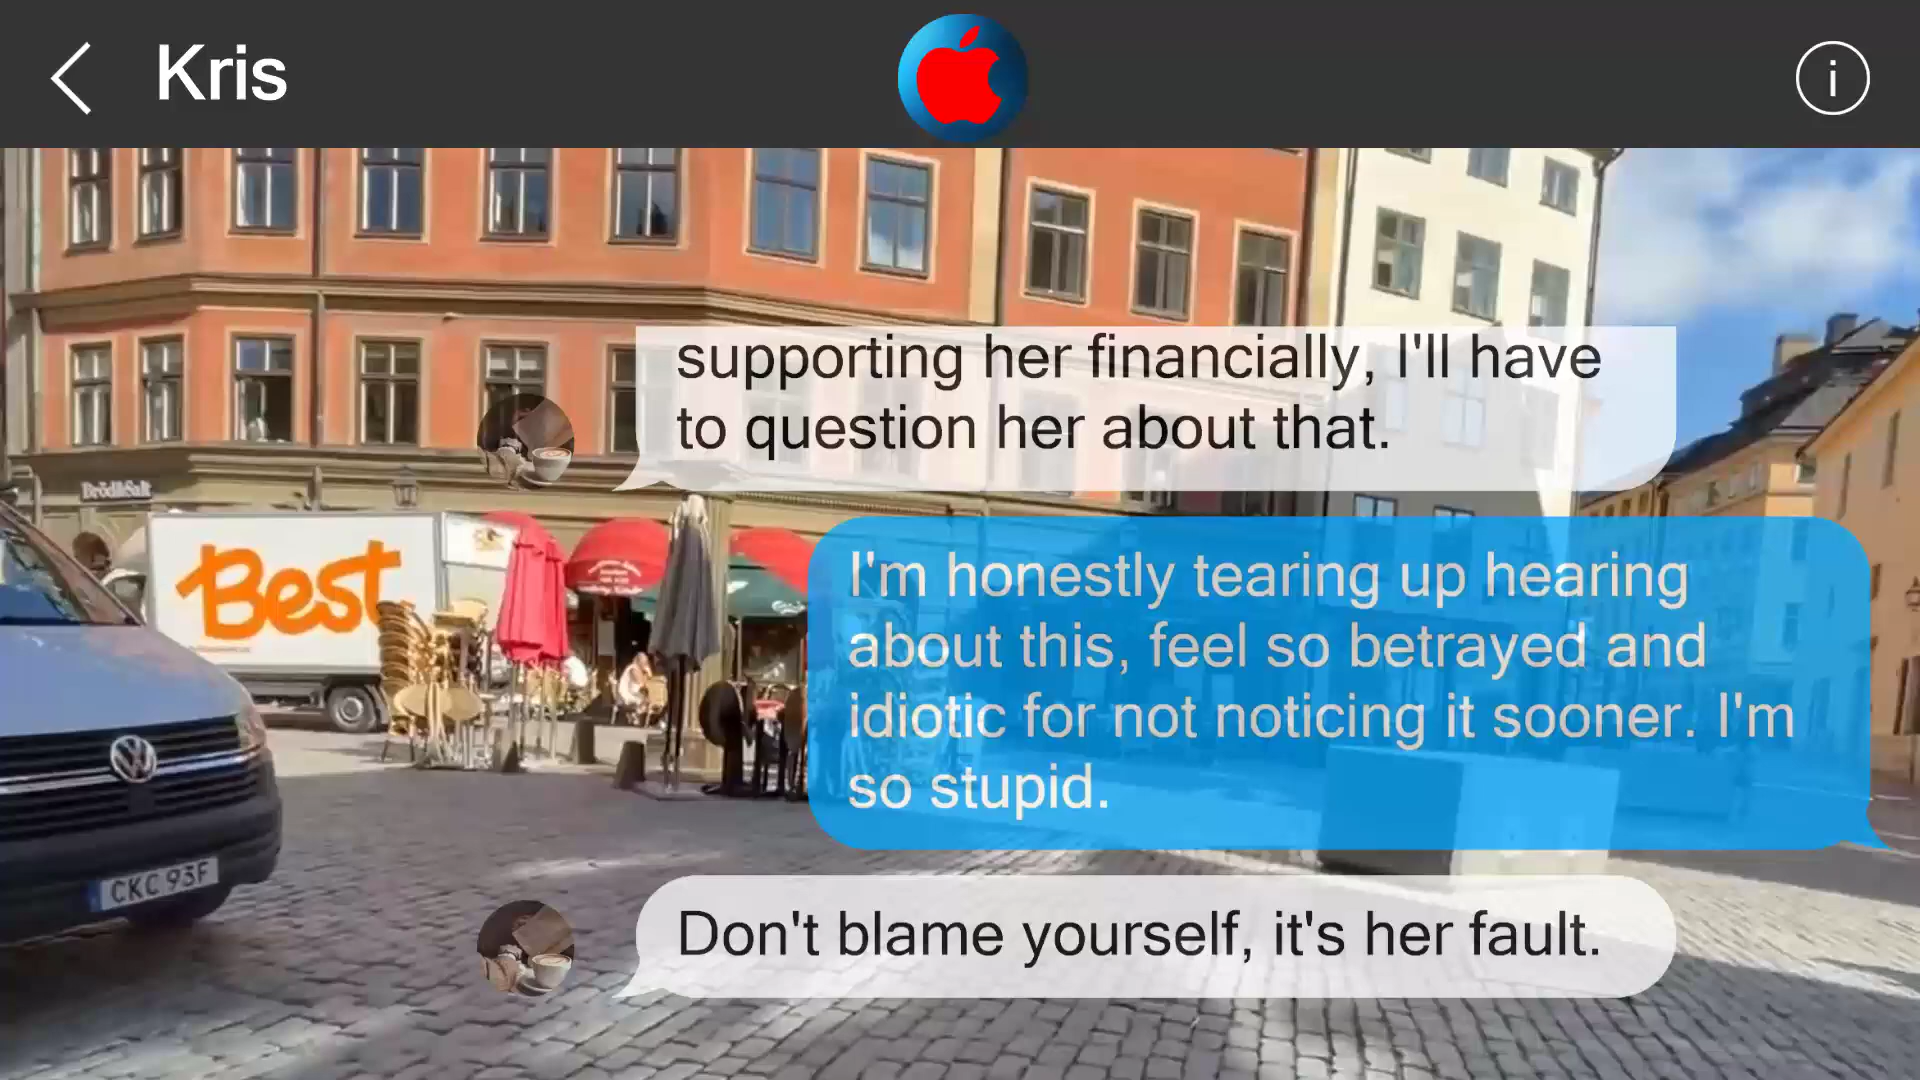 Kris
i
supporting her financially, I'll have
to question her about that.
I'm honestly tearing up hearing
about this, feel so betrayed and
idiotic for not noticing it sooner. I'm
so stupid.
Don't blame yourself, it's her fault.
Bröd&Salt
Best
CKC 93F